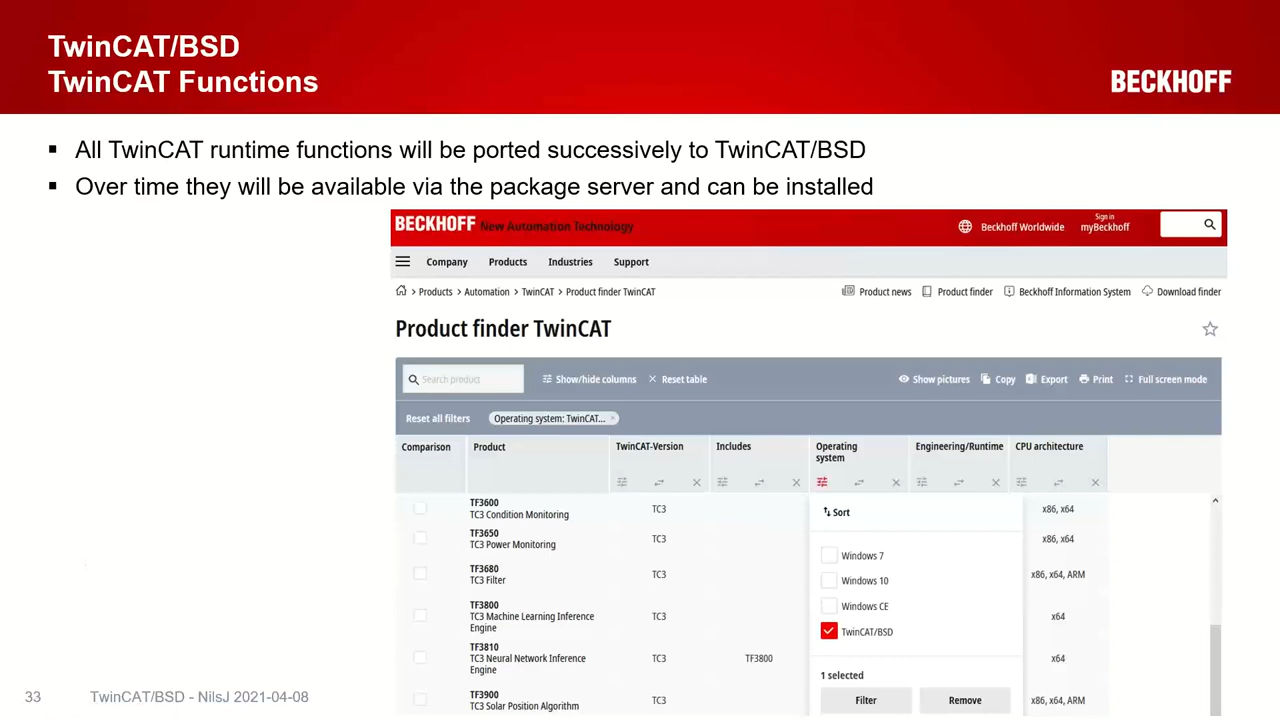 TwinCAT/BSD
TwinCAT Functions
BECKHOFF
▪ All TwinCAT runtime functions will be ported successively to TwinCAT/BSD
▪ Over time they will be available via the package server and can be installed
BECKHOFF New Automation Technology
Beckhoff Worldwide
Sign in
myBeckhoff
Company Products Industries Support
> Products > Automation > TwinCAT > Product finder TwinCAT
Product news Product finder Beckhoff Information System Download finder
Product finder TwinCAT
Search product Show/hide columns Reset table Show pictures Copy Export Print Full screen mode
Reset all filters Operating system: TwinCAT... ×
Comparison Product TwinCAT-Version Includes Operating system Engineering/Runtime CPU architecture
TF3600
TC3 Condition Monitoring TC3 x86, x64
TF3650
TC3 Power Monitoring TC3 x86, x64
TF3680
TC3 Filter TC3 x86, x64, ARM
TF3800
TC3 Machine Learning Inference
Engine TC3 x64
TF3810
TC3 Neural Network Inference
Engine TC3 TF3800 x64
TF3900
TC3 Solar Position Algorithm TC3 x86, x64, ARM
Sort
Windows 7
Windows 10
Windows CE
TwinCAT/BSD
1 selected
Filter Remove
33 TwinCAT/BSD - NilsJ 2021-04-08